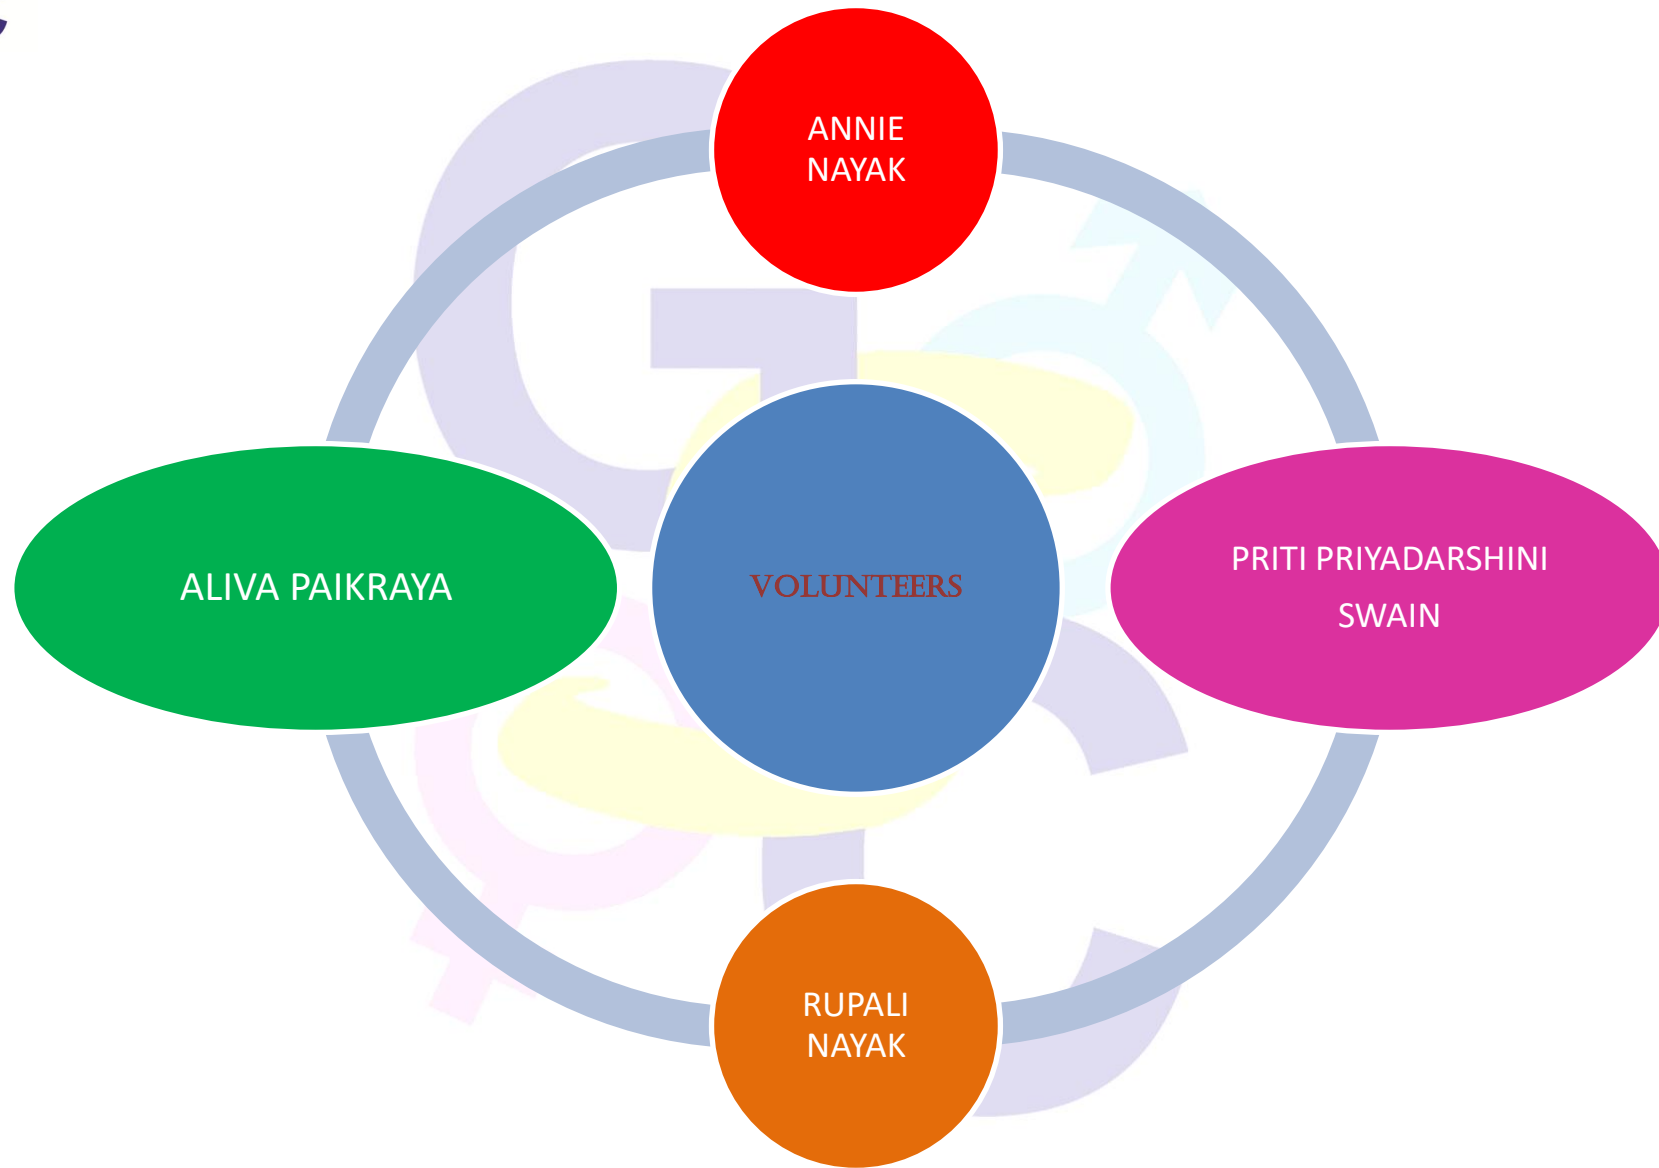 ANNIE
NAYAK
ALIVA PAIKRAYA
VOLUNTEERS
PRITI PRIYADARSHINI
SWAIN
RUPALI
NAYAK